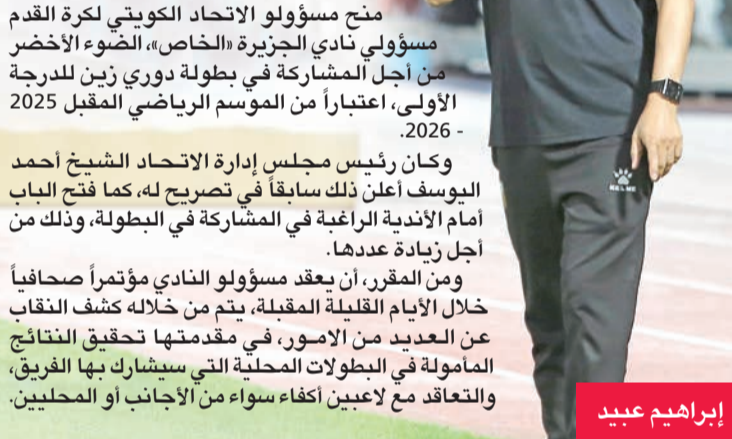 منح مسؤولو الاتحاد الكويتي لكرة القدم
مسؤولي نادي الجزيرة «الخاص»، الضوء الأخضر
من أجل المشاركة في بطولة دوري زين للدرجة
الأولى، اعتباراً من الموسم الرياضي المقبل 2025
- 2026.
وكان رئيس مجلس إدارة الاتحاد الشيخ أحمد
اليوسف أعلن ذلك سابقاً في تصريح له، كما فتح الباب
أمام الأندية الراغبة في المشاركة في البطولة، وذلك من
أجل زيادة عددها.
ومن المقرر، أن يعقد مسؤولو النادي مؤتمراً صحافياً
خلال الأيام القليلة المقبلة، يتم من خلاله كشف النقاب
عن العديد من الامور، في مقدمتها تحقيق النتائج
المأمولة في البطولات المحلية التي سيشارك بها الفريق،
والتعاقد مع لاعبين أكفاء سواء من الأجانب أو المحليين.
KELME
إبراهيم عبيد